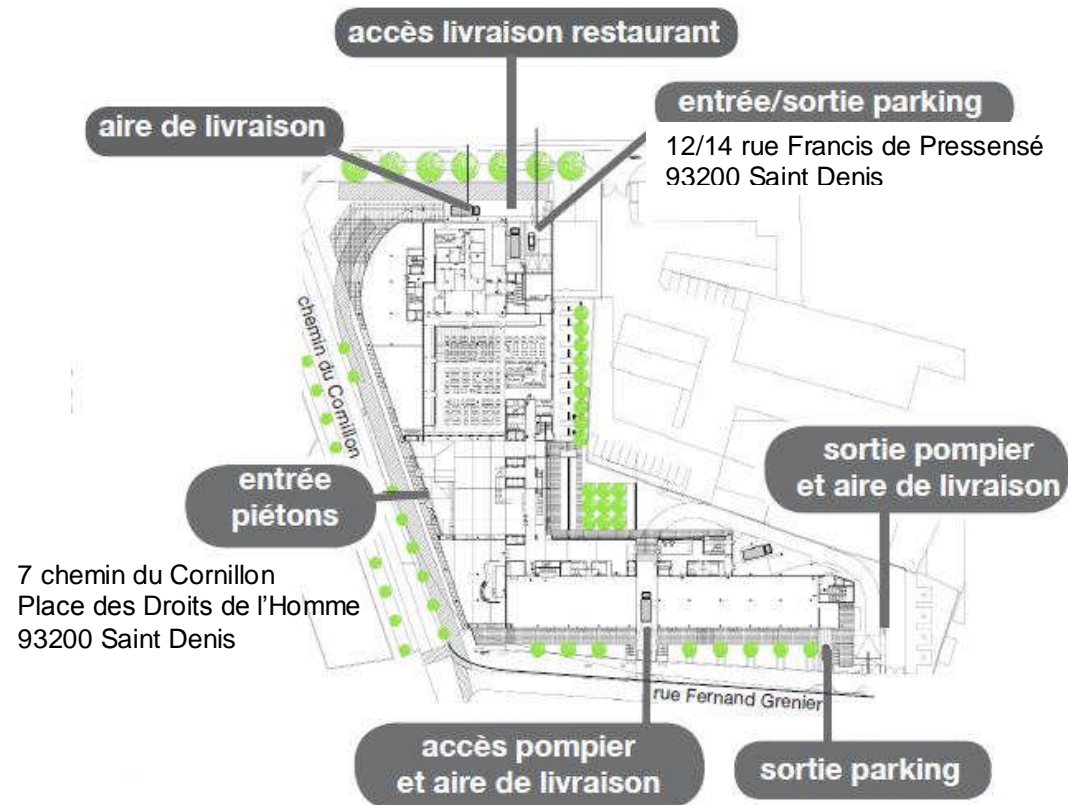 accès livraison restaurant
entrée/sortie parking
12/14 rue Francis de Pressensé
93200 Saint Denis
aire de livraison
chemin du Cornillon
entrée
piétons
sortie pompier
et aire de livraison
7 chemin du Cornillon
Place des Droits de l'Homme
93200 Saint Denis
rue Fernand Grenier
accès pompier
et aire de livraison
sortie parking